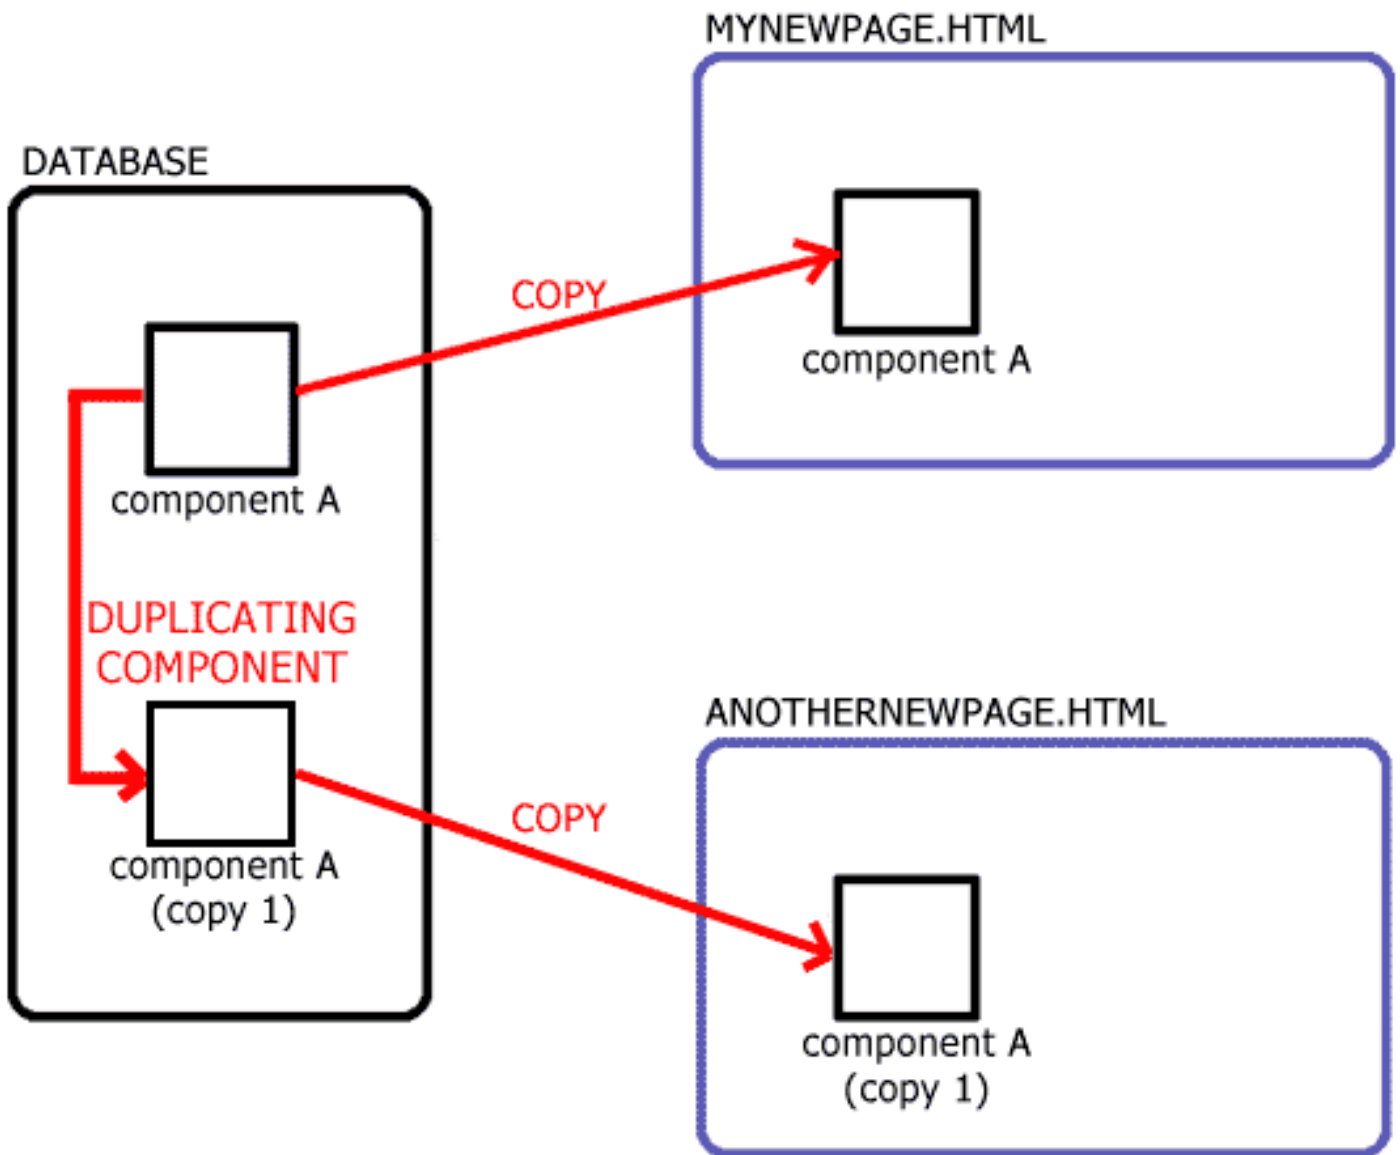 MYNEWPAGE.HTML
DATABASE
COPY
component A
component A
DUPLICATING
COMPONENT
ANOTHERNEWPAGE.HTML
COPY
component A
(copy 1)
component A
(copy 1)